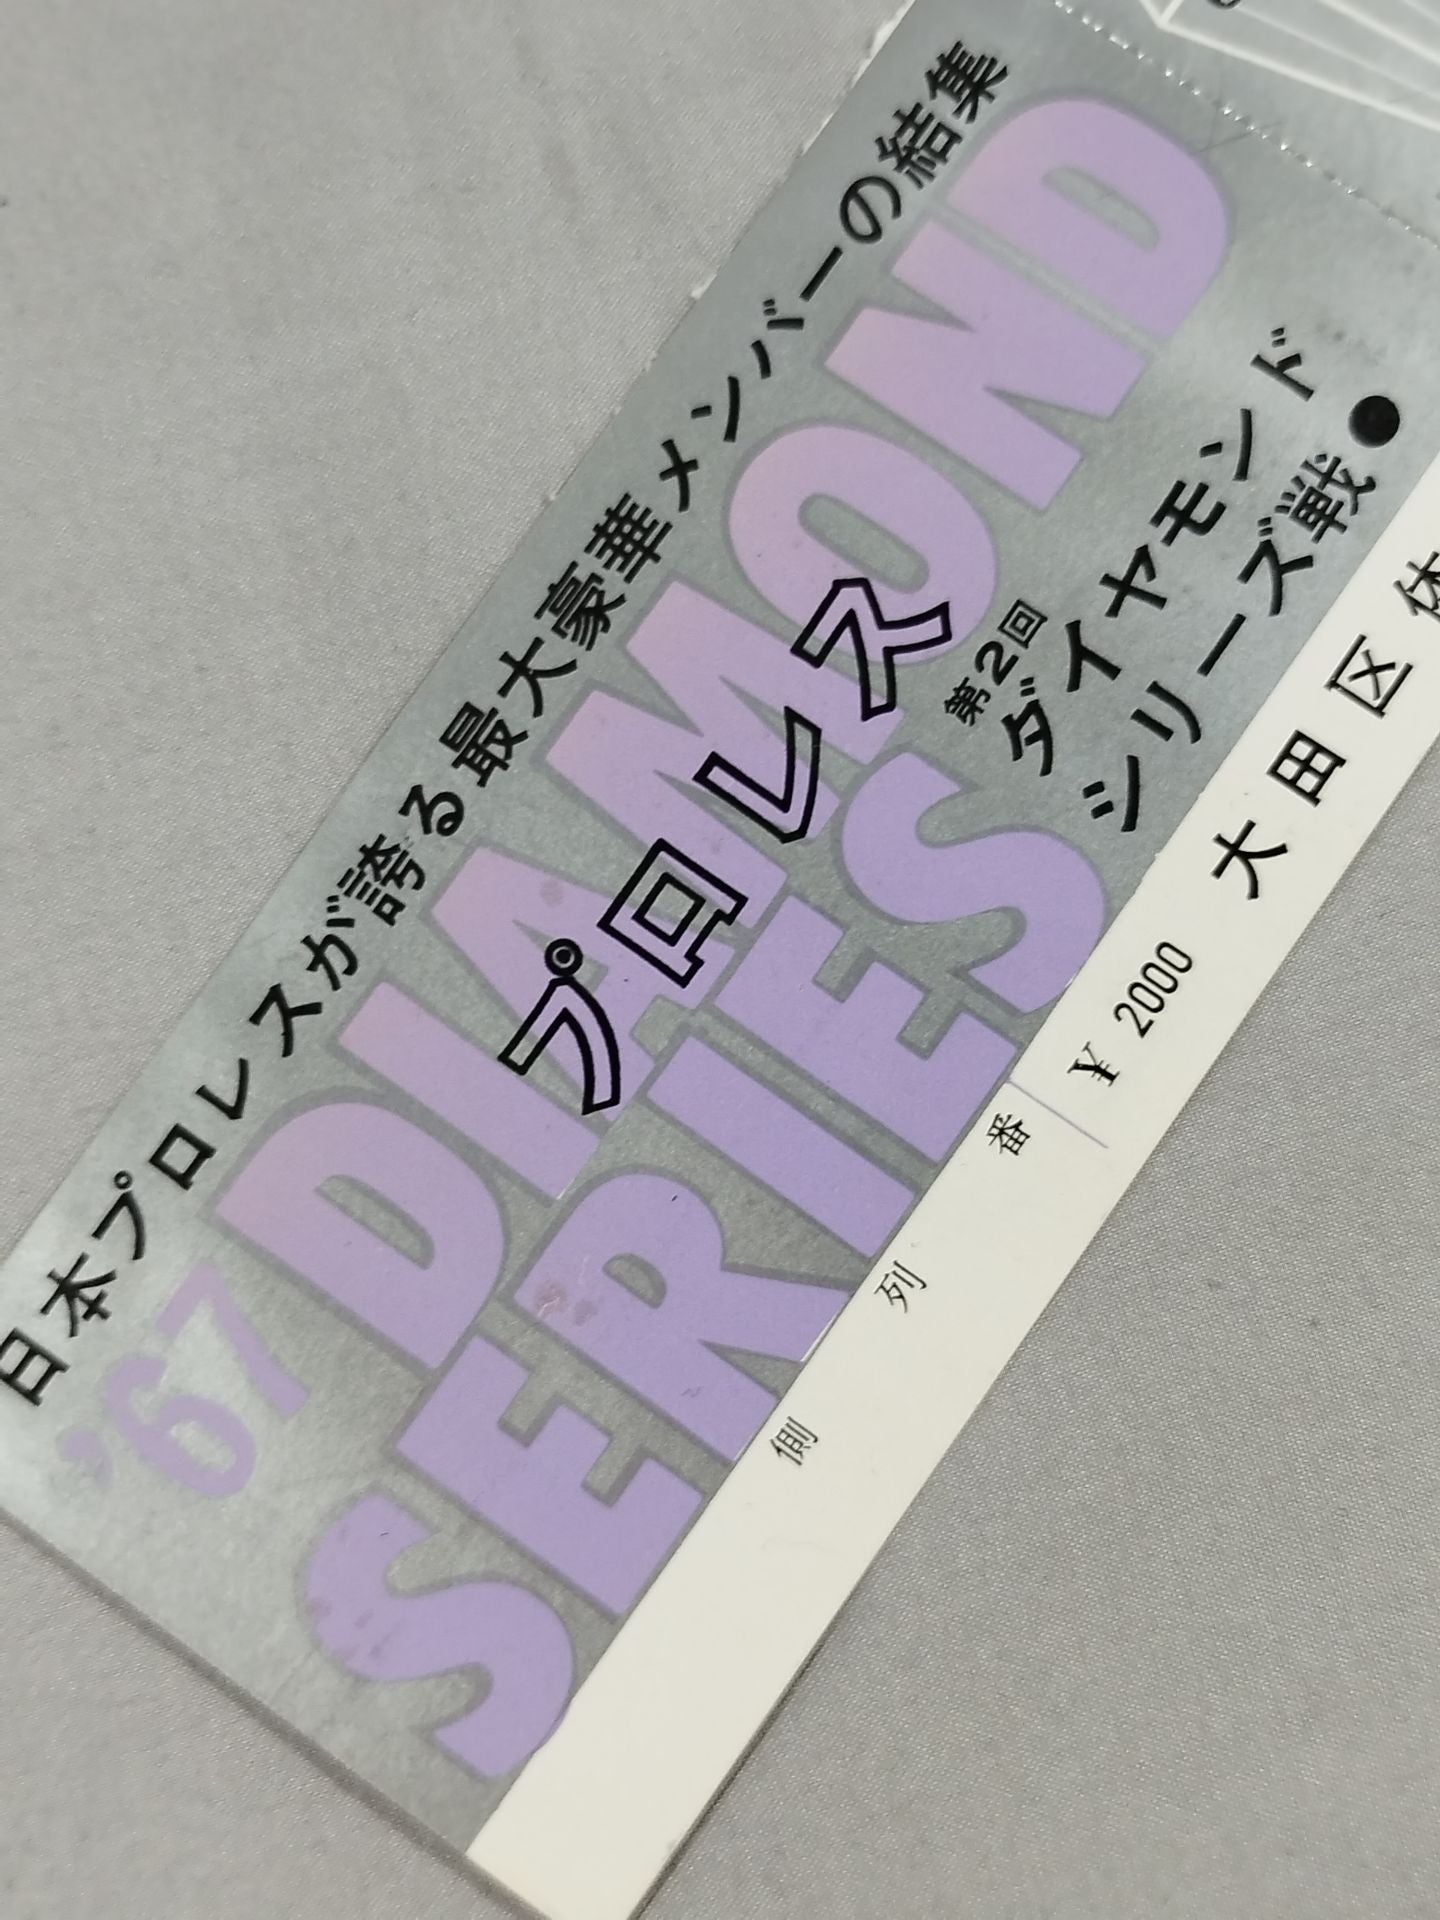 日本プロレスが誇る最大豪華メンバーの結集
'67 DIAMOND
SERIES
プロレス
第2回
ダイヤモンド
シリーズ戦●
大田区体
¥2000
側 列 番